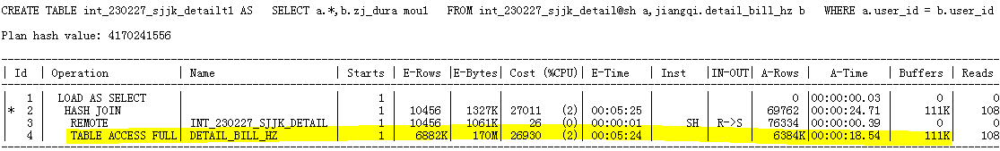 CREATE TABLE int_230227_sjjk_detailt1 AS   SELECT a.*,b.zj_dura mou1   FROM int_230227_sjjk_detail@sh a,jiangqi.detail_bill_hz b   WHERE a.user_id = b.user_id
Plan hash value: 4170241556
| Id | Operation | Name | Starts | E-Rows |E-Bytes| Cost (%CPU)| E-Time | Inst |IN-OUT| A-Rows | A-Time | Buffers | Reads
| 1 | LOAD AS SELECT | | 1 | | | | | | | 0 |00:00:00.03 | 0 | 0
|* 2 | HASH JOIN | | 1 | 10456 | 1327K| 27011 (2)| 00:05:25 | | | 69762 |00:00:24.71 | 111K| 108
| 3 | REMOTE | INT_230227_SJJK_DETAIL | 1 | 10456 | 1061K| 26 (0)| 00:00:01 | SH | R->S | 76334 |00:00:00.39 | 0 | 0
| 4 | TABLE ACCESS FULL| DETAIL_BILL_HZ | 1 | 6882K| 170M| 26930 (2)| 00:05:24 | | | 6384K|00:00:18.54 | 111K| 108